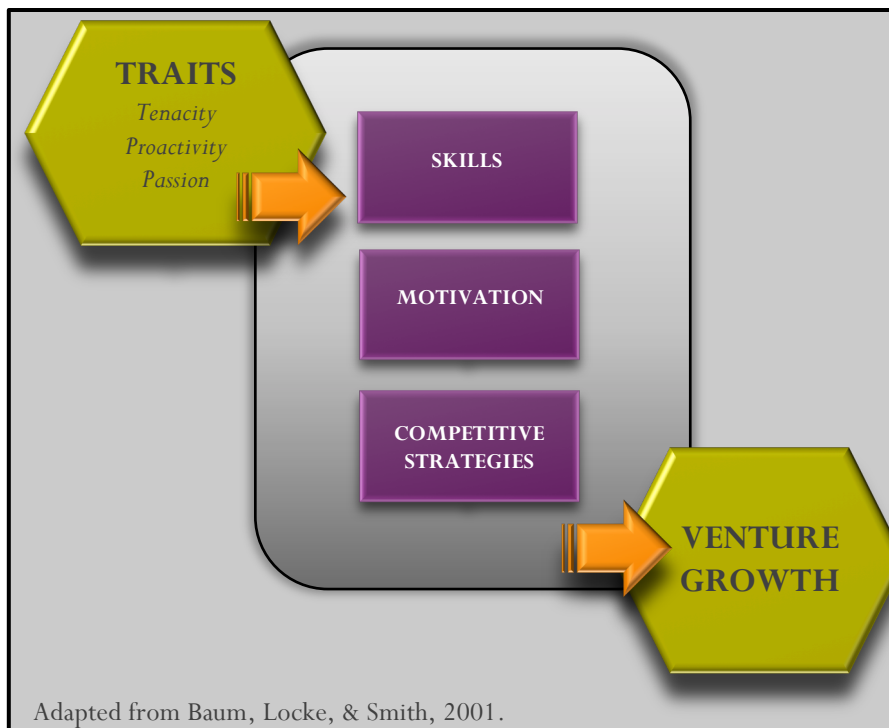 TRAITS
Tenacity
Proactivity
Passion
SKILLS
MOTIVATION
COMPETITIVE
STRATEGIES
VENTURE
GROWTH
Adapted from Baum, Locke, & Smith, 2001.